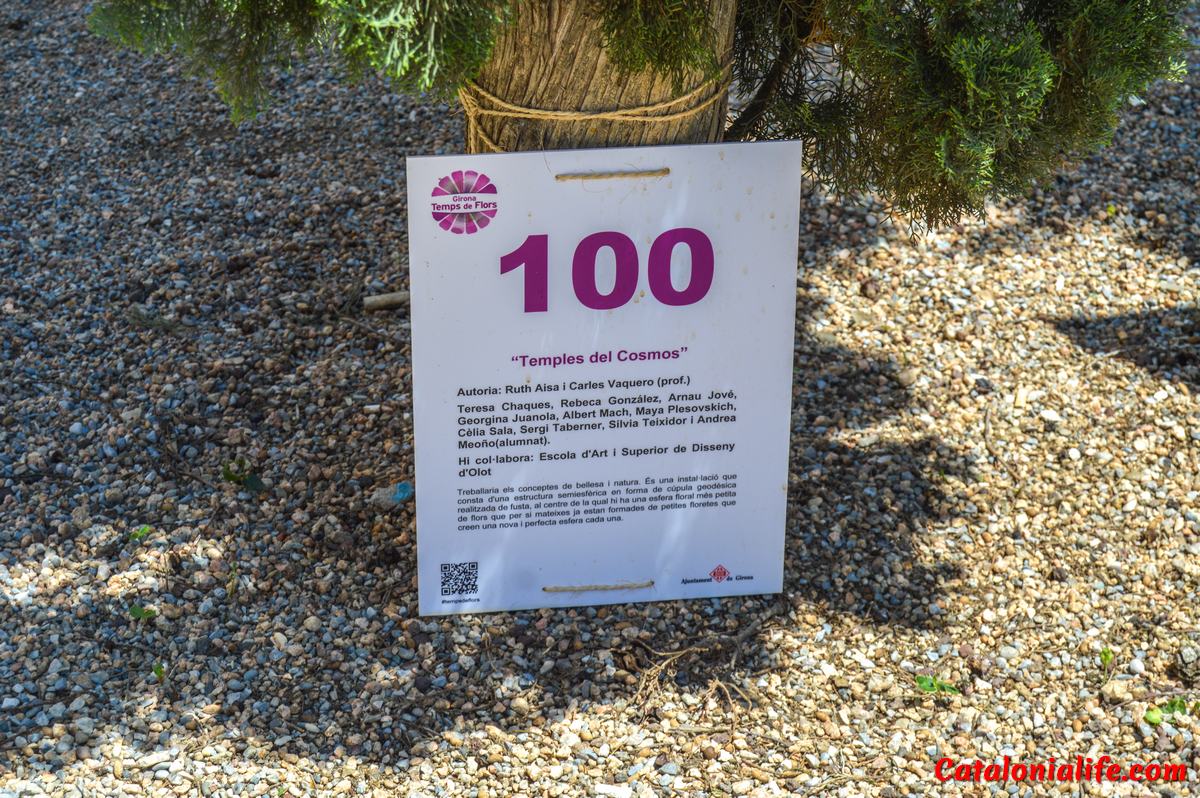 Girona
Temps de Flors
100
“Temples del Cosmos”
Autoria: Ruth Aisa i Carles Vaquero (prof.)
Teresa Chaques, Rebeca González, Arnau Jové,
Georgina Juanola, Albert Mach, Maya Plesovskich,
Cèlia Sala, Sergi Taberner, Silvia Teixidor i Andrea
Meoño(alumnat).
Hi col·labora: Escola d'Art i Superior de Disseny
d'Olot
Treballaria els conceptes de bellesa i natura. És una instal·lació que
consta d'una estructura semiesfèrica en forma de cúpula geodèsica
realitzada de fusta, al centre de la qual hi ha una esfera floral més petita
de flors que per si mateixes ja estan formades de petites floretes que
creen una nova i perfecta esfera cada una.
#tempsdeflors
Ajuntament de Girona
Catalonialife.com